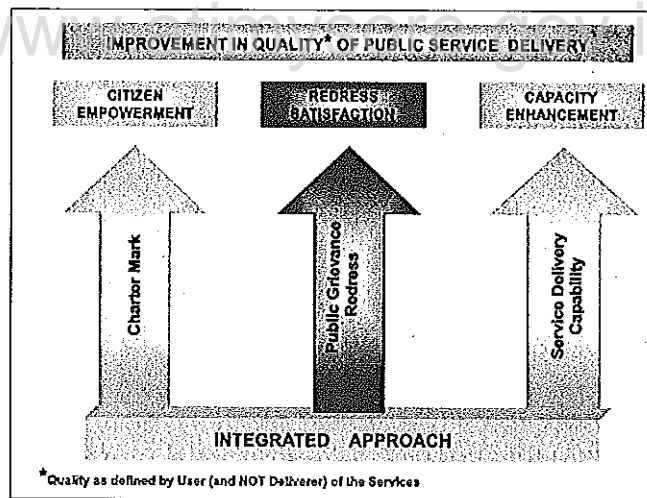 IMPROVEMENT IN QUALITY* OF PUBLIC SERVICE DELIVERY
CITIZEN
EMPOWERMENT
REDRESS
SATISFACTION
CAPACITY
ENHANCEMENT
Charter Mark
Public Grievance
Redress
Service Delivery
Capability
INTEGRATED APPROACH
*Quality as defined by User (and NOT Deliverer) of the Services